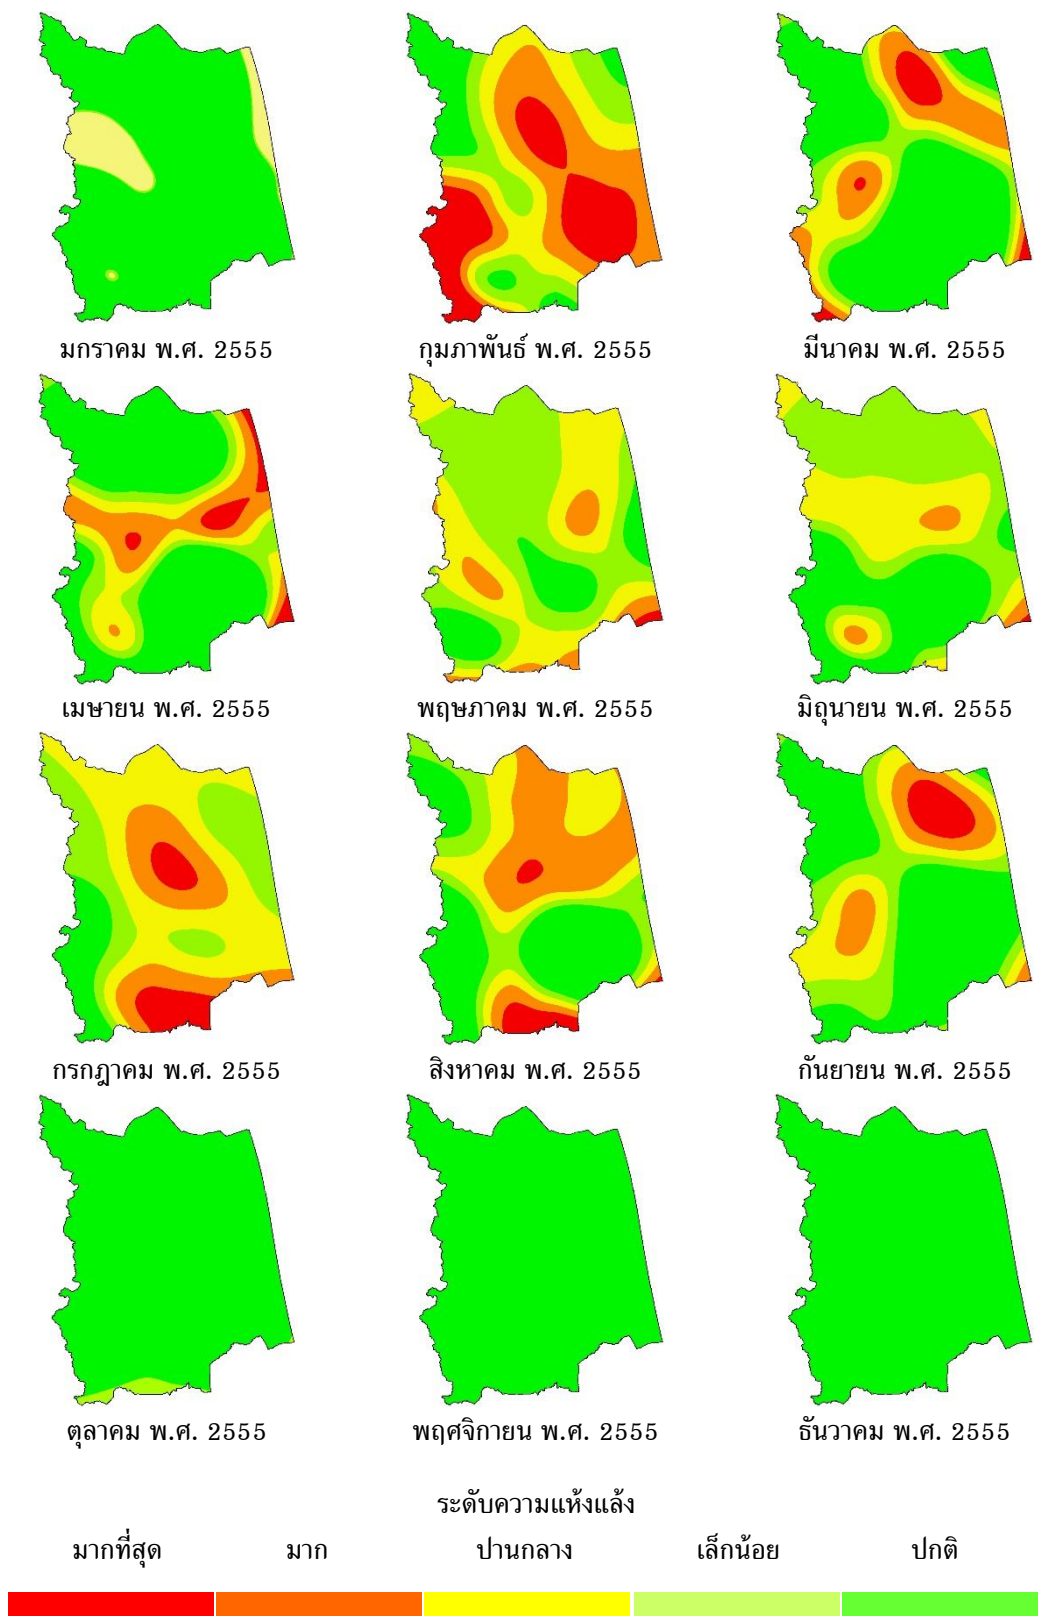 มกราคม พ.ศ. 2555
กุมภาพันธ์ พ.ศ. 2555
มีนาคม พ.ศ. 2555
เมษายน พ.ศ. 2555
พฤษภาคม พ.ศ. 2555
มิถุนายน พ.ศ. 2555
กรกฎาคม พ.ศ. 2555
สิงหาคม พ.ศ. 2555
กันยายน พ.ศ. 2555
ตุลาคม พ.ศ. 2555
พฤศจิกายน พ.ศ. 2555
ธันวาคม พ.ศ. 2555
ระดับความแห้งแล้ง
มากที่สุด
มาก
ปานกลาง
เล็กน้อย
ปกติ